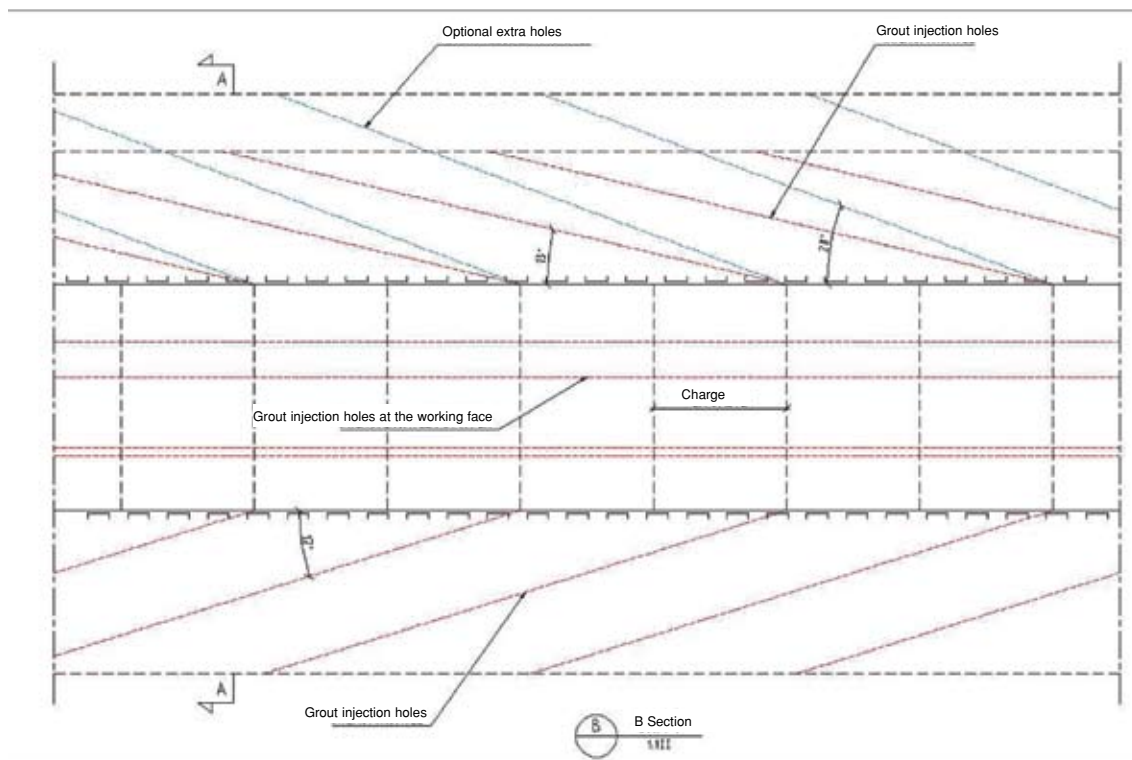 Optional extra holes
Grout injection holes
A
Charge
Grout injection holes at the working face
A
Grout injection holes
B
B Section